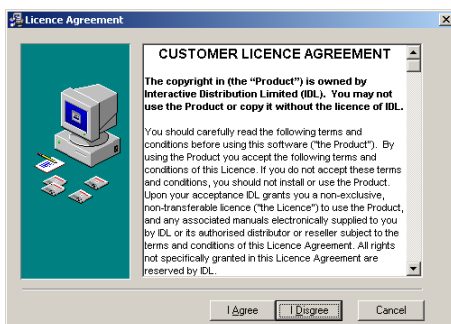 Licence Agreement
CUSTOMER LICENCE AGREEMENT
The copyright in (the “Product”) is owned by
Interactive Distribution Limited (IDL). You may not
use the Product or copy it without the licence of IDL.
You should carefully read the following terms and
conditions before using this software ("the Product"). By
using the Product you accept the following terms and
conditions of this Licence. If you do not accept these terms
and conditions, you should not install or use the Product.
Upon your acceptance IDL grants you a non-exclusive,
non-transferable licence ("the Licence") to use the Product,
and any associated manuals electronically supplied to you
by IDL or its authorised distributor or reseller subject to the
terms and conditions of this Licence Agreement. All rights
not specifically granted in this Licence Agreement are
reserved by IDL.
I Agree I Disgree Cancel